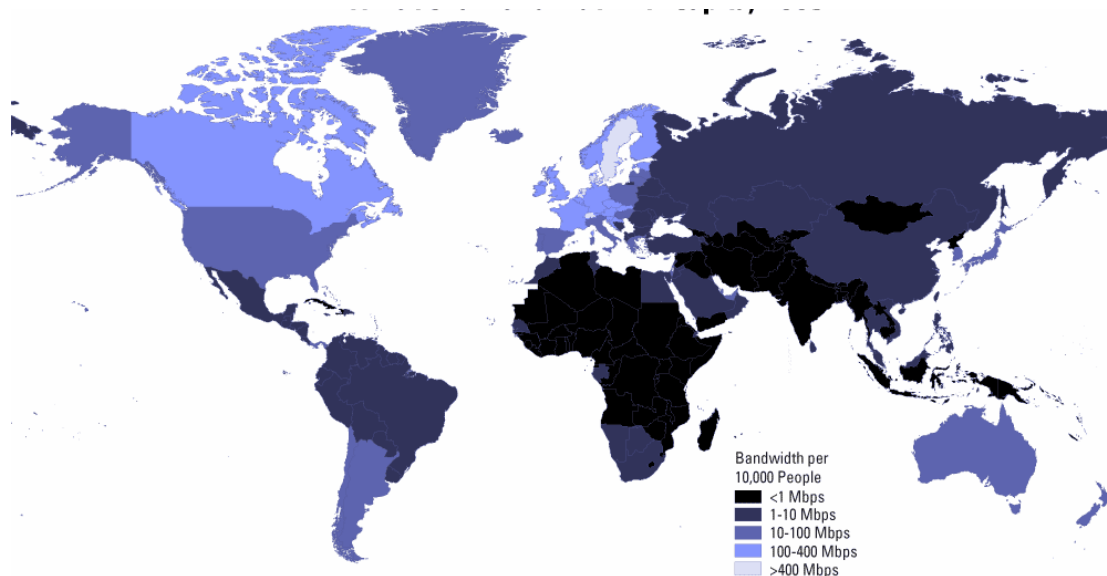 Bandwidth per
10,000 People
<1 Mbps
1-10 Mbps
10-100 Mbps
100-400 Mbps
>400 Mbps